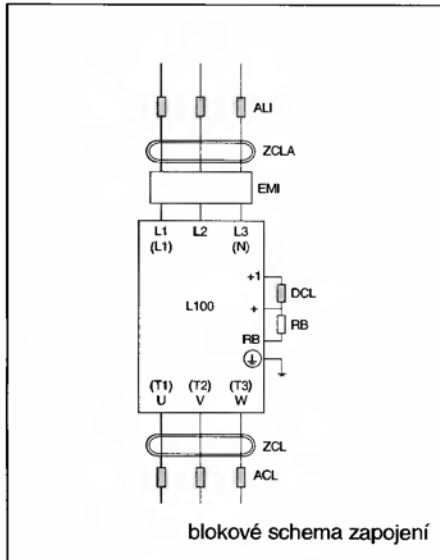 ALI
ZCLA
EMI
L1 L2 L3
(L1) (N)
+1
DCL
L100
+
RB
RB
(T1) (T2) (T3)
U V W
ZCL
ACL
blokové schema zapojení